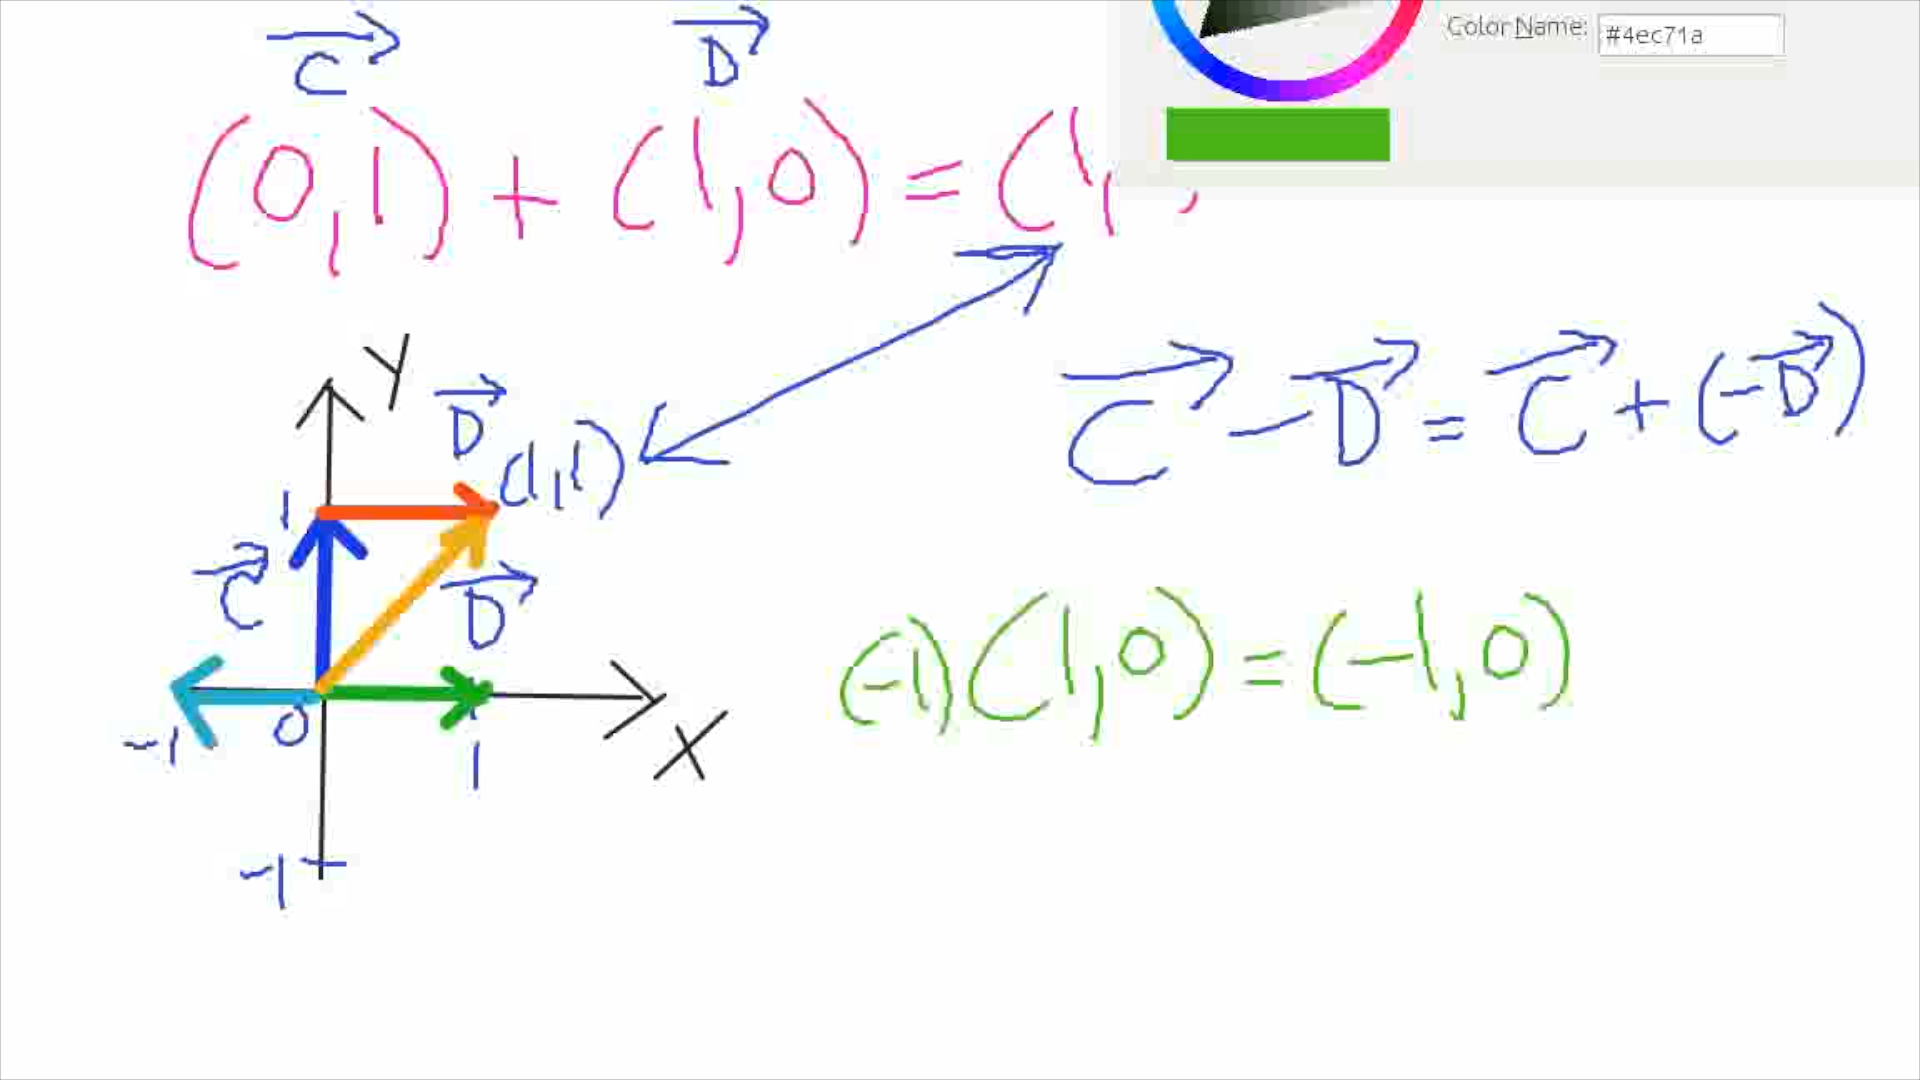 C D
Color Name: #4ec71a
(0,1) + (1,0) = (1,
C - D = C + (-D)
Y
D
(1,1)
1
C
D
(-1)(1,0) = (-1,0)
-1 0 1
X
-1